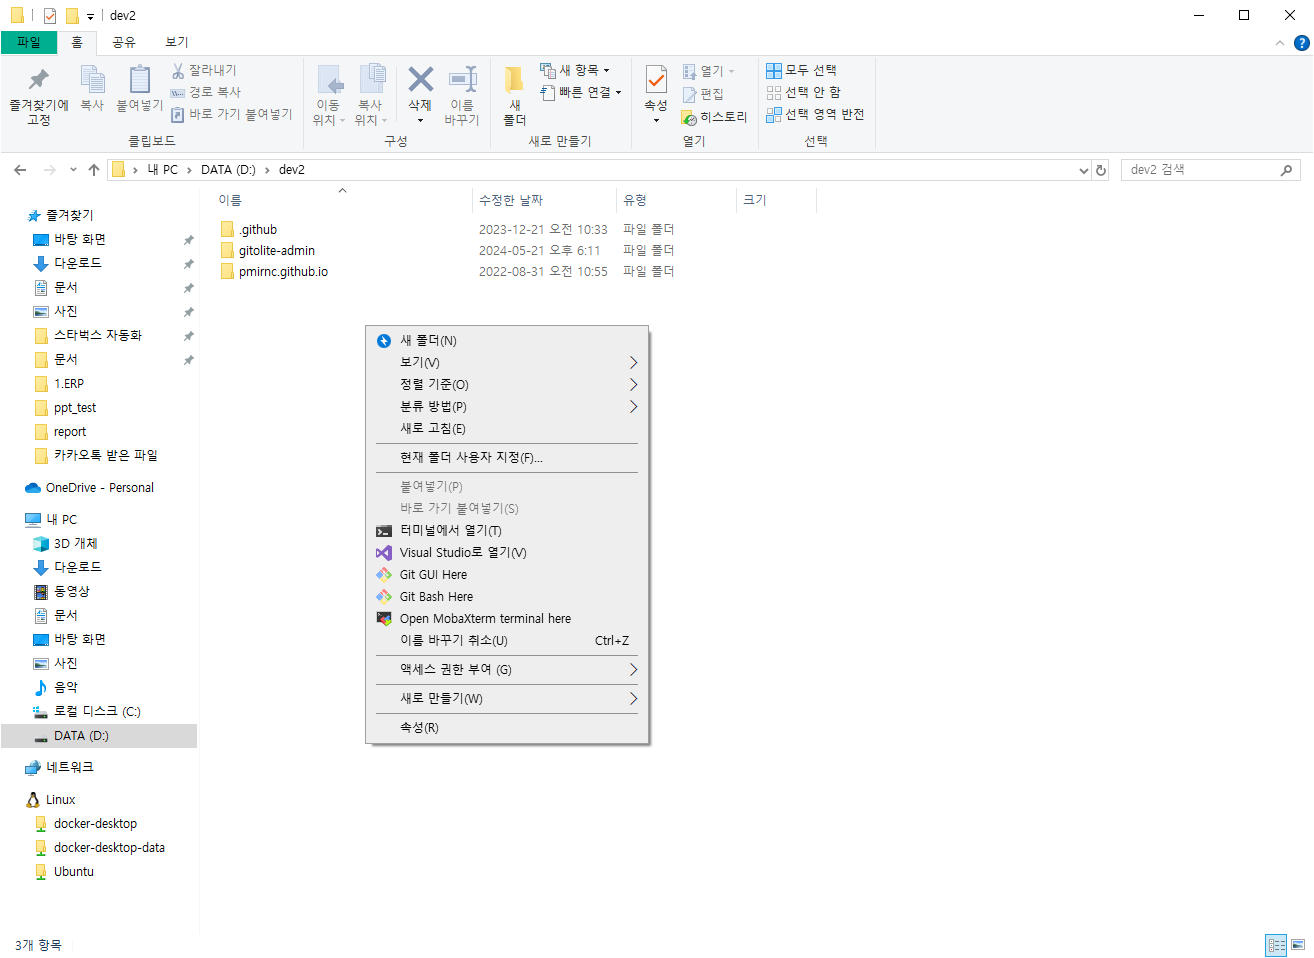 dev2
파일 홈 공유 보기
즐겨찾기에 고정
복사
붙여넣기
잘라내기
경로 복사
바로 가기 붙여넣기
클립보드
이동 위치
복사 위치
삭제
이름 바꾸기
구성
새 폴더
새 항목
빠른 연결
새로 만들기
속성
열기
편집
히스토리
열기
모두 선택
선택 안 함
선택 영역 반전
선택
내 PC DATA (D:) dev2
dev2 검색
이름 수정한 날짜 유형 크기
.github 2023-12-21 오전 10:33 파일 폴더
gitolite-admin 2024-05-21 오후 6:11 파일 폴더
pmirnc.github.io 2022-08-31 오전 10:55 파일 폴더
즐겨찾기
바탕 화면
다운로드
문서
사진
스타벅스 자동화
문서
1.ERP
ppt_test
report
카카오톡 받은 파일
OneDrive - Personal
내 PC
3D 개체
다운로드
동영상
문서
바탕 화면
사진
음악
로컬 디스크 (C:)
DATA (D:)
네트워크
Linux
docker-desktop
docker-desktop-data
Ubuntu
새 폴더(N)
보기(V)
정렬 기준(O)
분류 방법(P)
새로 고침(E)
현재 폴더 사용자 지정(F)...
붙여넣기(P)
바로 가기 붙여넣기(S)
터미널에서 열기(T)
Visual Studio로 열기(V)
Git GUI Here
Git Bash Here
Open MobaXterm terminal here
이름 바꾸기 취소(U) Ctrl+Z
액세스 권한 부여 (G)
새로 만들기(W)
속성(R)
3개 항목